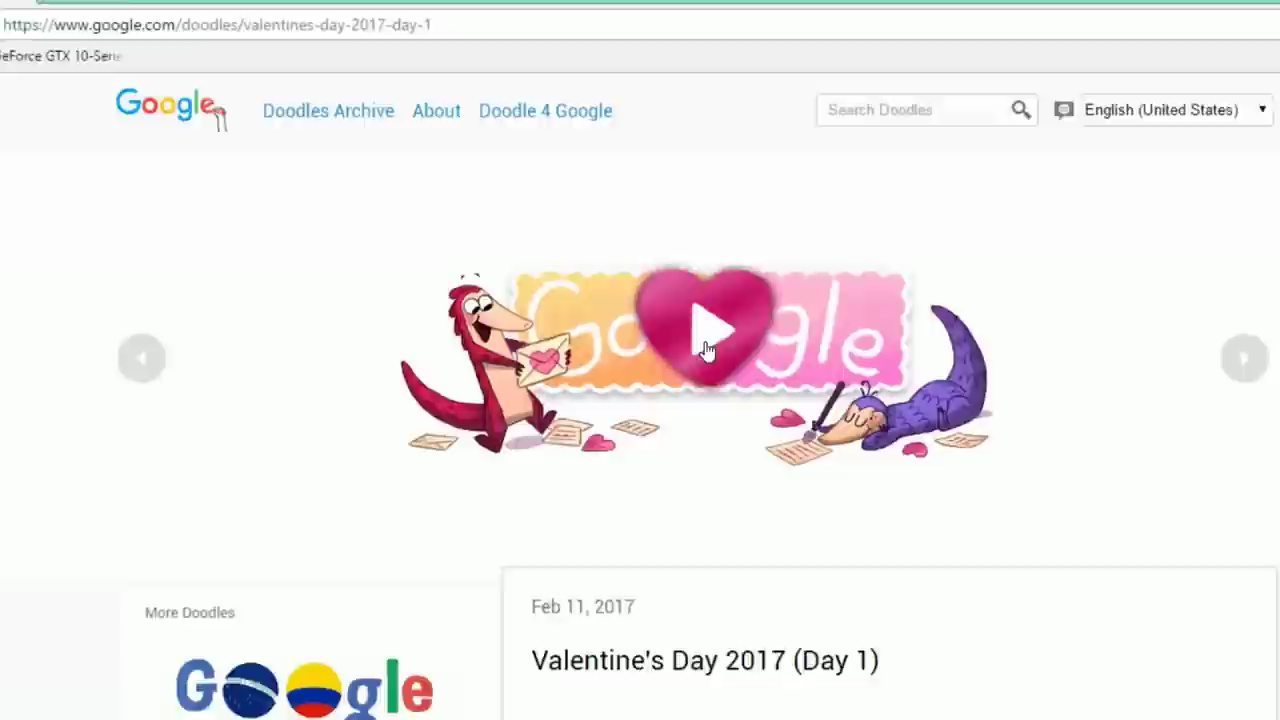 https://www.google.com/doodles/valentines-day-2017-day-1
eForce GTX 10-Serie
Google
Doodles Archive
About
Doodle 4 Google
Search Doodles
English (United States)
Google
Feb 11, 2017
Valentine's Day 2017 (Day 1)
More Doodles
Google